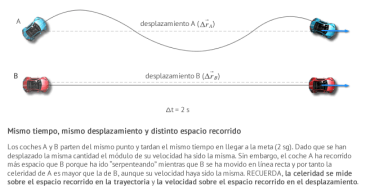 A
desplazamiento A (Δr⃗A)
desplazamiento B (Δr⃗B)
B
Δt = 2 s
Mismo tiempo, mismo desplazamiento y distinto espacio recorrido
Los coches A y B parten del mismo punto y tardan el mismo tiempo en llegar a la meta (2 sg). Dado que se han
desplazado la misma cantidad el módulo de su velocidad ha sido la misma. Sin embargo, el coche A ha recorrido
más espacio que B porque ha ido "serpenteando" mientras que B se ha movido en línea recta y por tanto la
celeridad de A es mayor que la de B, aunque su velocidad haya sido la misma. RECUERDA, la celeridad se mide
sobre el espacio recorrido en la trayectoria y la velocidad sobre el espacio recorrido en el desplazamiento.